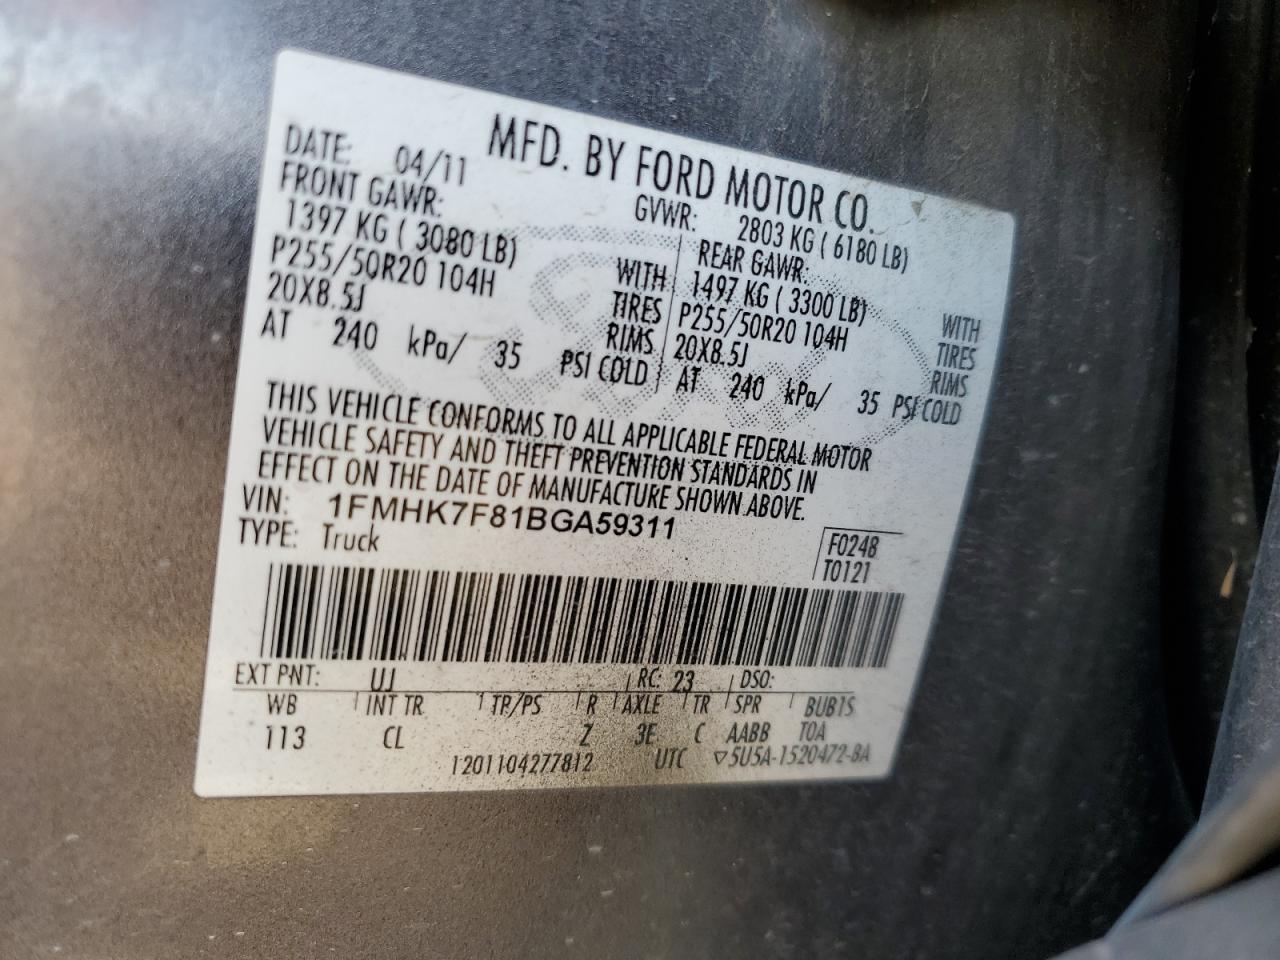 MFD. BY FORD MOTOR CO.
DATE: 04/11 GVWR: 2803 KG ( 6180 LB)
FRONT GAWR: REAR GAWR:
1397 KG ( 3080 LB) WITH 1497 KG ( 3300 LB) WITH
P255/50R20 104H TIRES P255/50R20 104H TIRES
20X8.5J RIMS 20X8.5J RIMS
AT 240 kPa/ 35 PSI COLD AT 240 kPa/ 35 PSI COLD
THIS VEHICLE CONFORMS TO ALL APPLICABLE FEDERAL MOTOR
VEHICLE SAFETY AND THEFT PREVENTION STANDARDS IN
EFFECT ON THE DATE OF MANUFACTURE SHOWN ABOVE.
VIN: 1FMHK7F81BGA59311
TYPE: Truck
F0248
T0121
EXT PNT: UJ RC: 23 DSO:
WB INT TR TP/PS R AXLE TR SPR BUB1S
113 CL Z 3E C AABB TOA
1201104277812 UTC ▽5U5A-1520472-BA